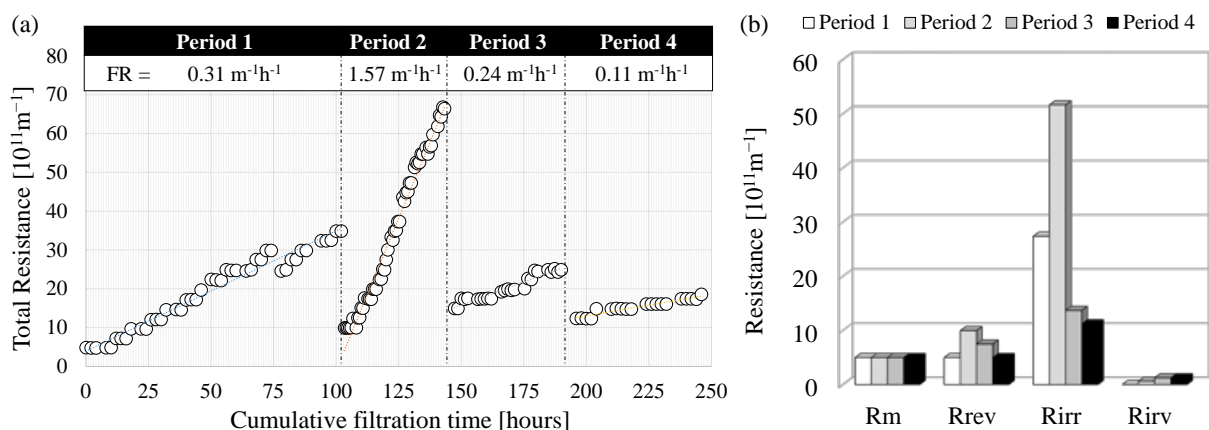 (a)
Period 1 Period 2 Period 3 Period 4
FR = 0.31 m⁻¹h⁻¹ 1.57 m⁻¹h⁻¹ 0.24 m⁻¹h⁻¹ 0.11 m⁻¹h⁻¹
Total Resistance [10¹¹m⁻¹]
80
70
60
50
40
30
20
10
0
0 25 50 75 100 125 150 175 200 225 250
Cumulative filtration time [hours]
(b)
Period 1 Period 2 Period 3 Period 4
Resistance [10¹¹m⁻¹]
60
50
40
30
20
10
0
Rm Rrev Rirr Rirv